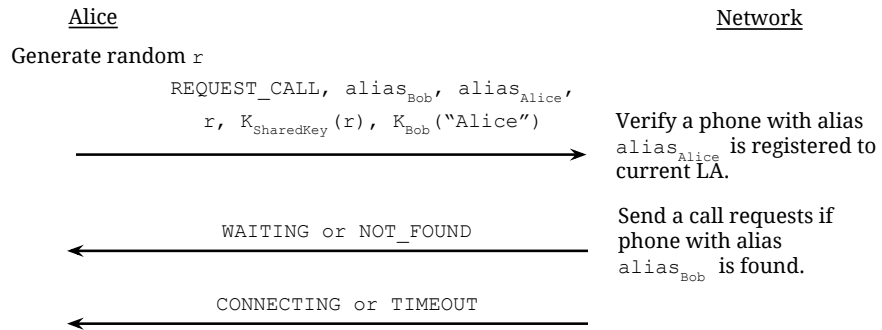 Alice
Network
Generate random r
REQUEST_CALL, alias_Bob, alias_Alice,
r, K_SharedKey(r), K_Bob(“Alice”)
Verify a phone with alias
alias_Alice is registered to
current LA.
WAITING or NOT_FOUND
Send a call requests if
phone with alias
alias_Bob is found.
CONNECTING or TIMEOUT